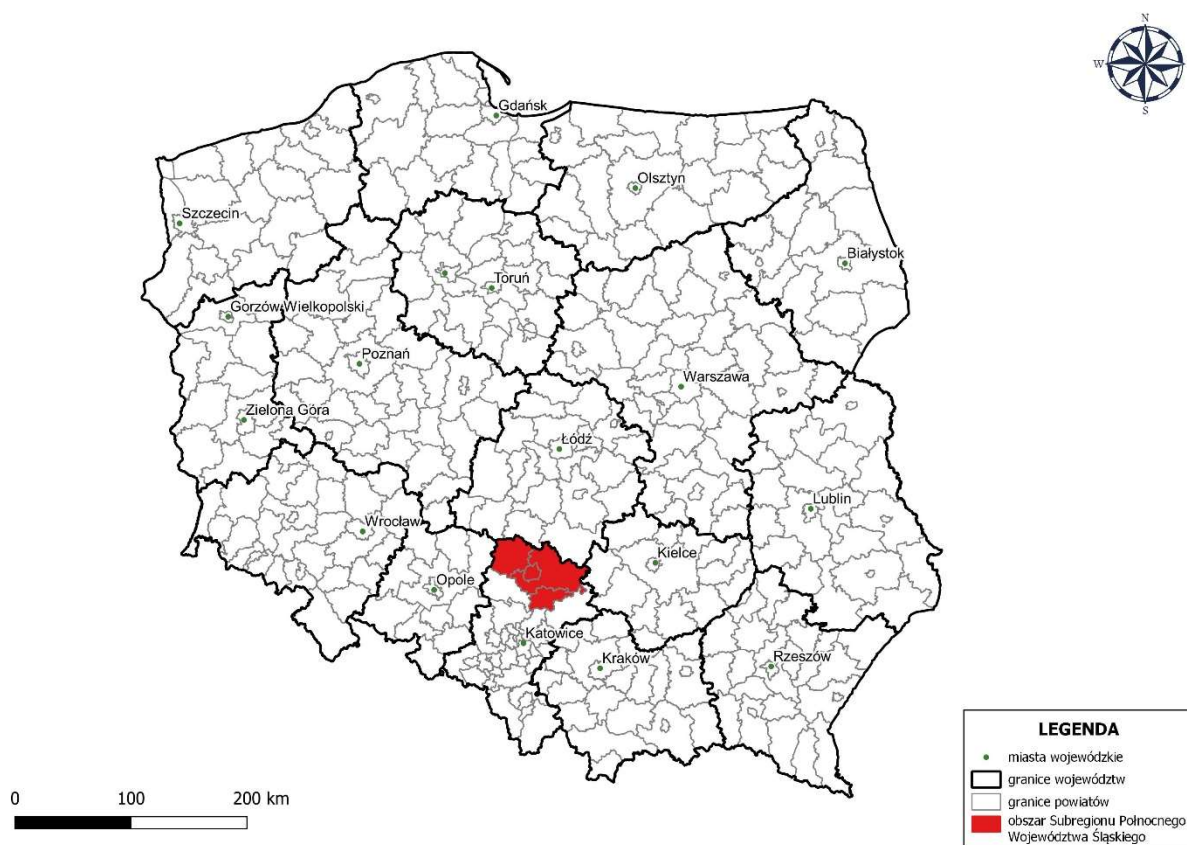 N
W
S
Gdańsk
Olsztyn
Szczecin
Białystok
Toruń
Gorzów Wielkopolski
Poznań
Warszawa
Zielona Góra
Łódź
Lublin
Wrocław
Kielce
Opole
Katowice
Kraków
Rzeszów
LEGENDA
miasta wojewódzkie
granice województw
granice powiatów
obszar Subregionu Północnego
Województwa Śląskiego
0 100 200 km